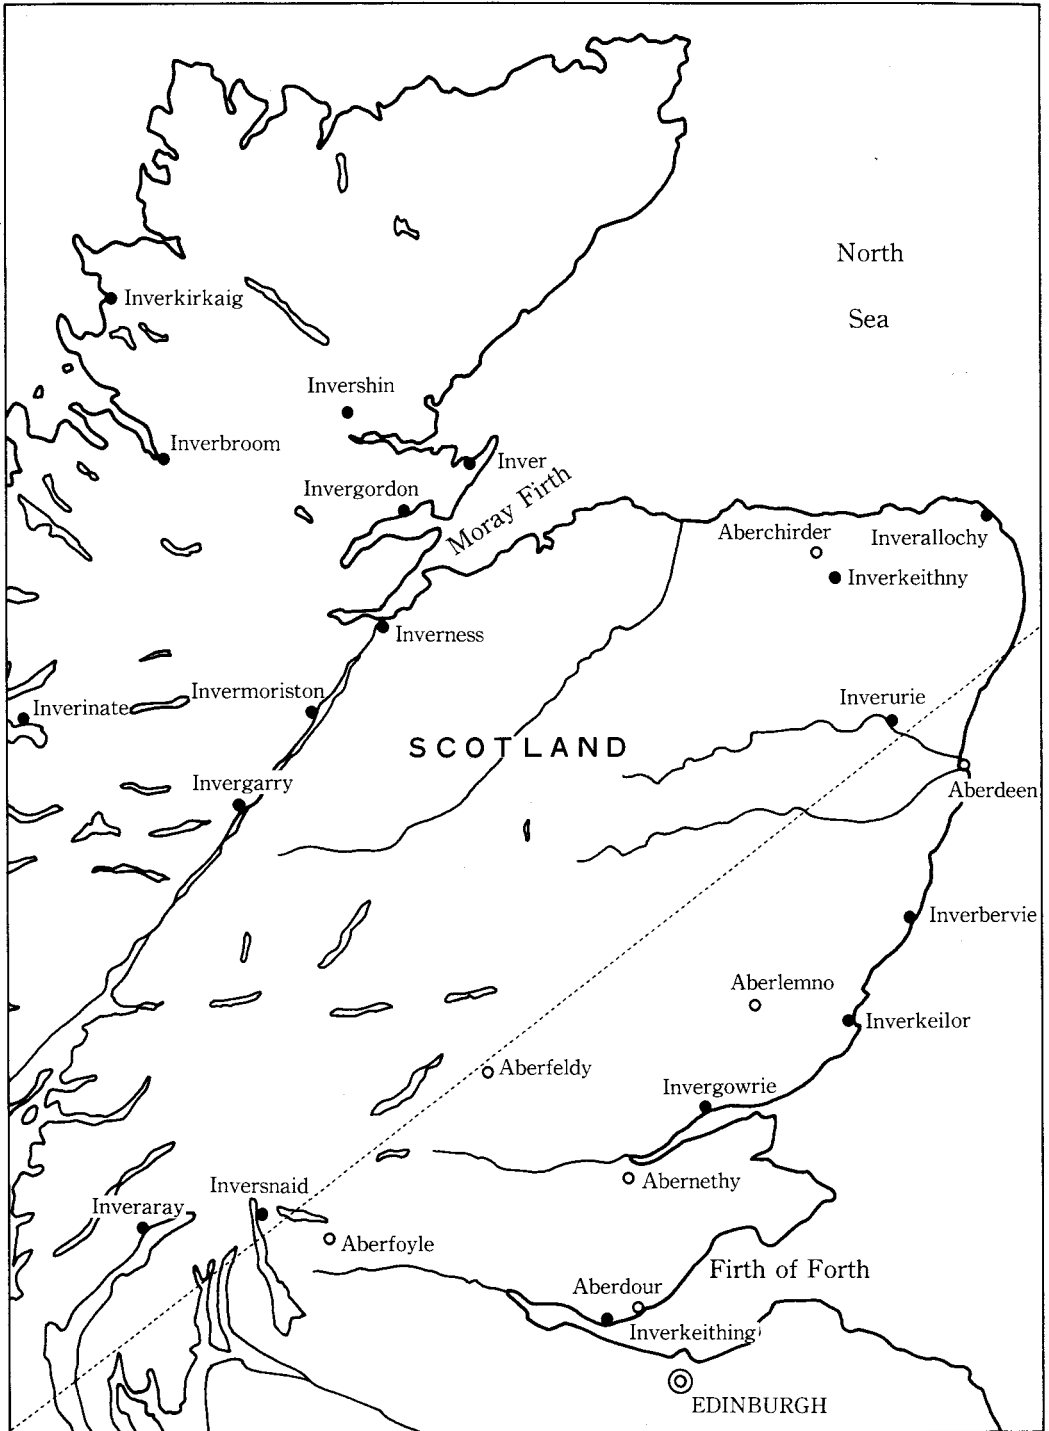 North
Sea
Inverkirkaig
Invershin
Inverbroom
Inver
Invergordon
Moray Firth
Aberchirder
Inverallochy
Inverkeithny
Inverness
Invermoriston
Inverurie
Inverinate
SCOTLAND
Invergarry
Aberdeen
Inverbervie
Aberlemno
Inverkeilor
Aberfeldy
Invergowrie
Abernethy
Inversnaid
Inveraray
Aberfoyle
Firth of Forth
Aberdour
Inverkeithing
EDINBURGH